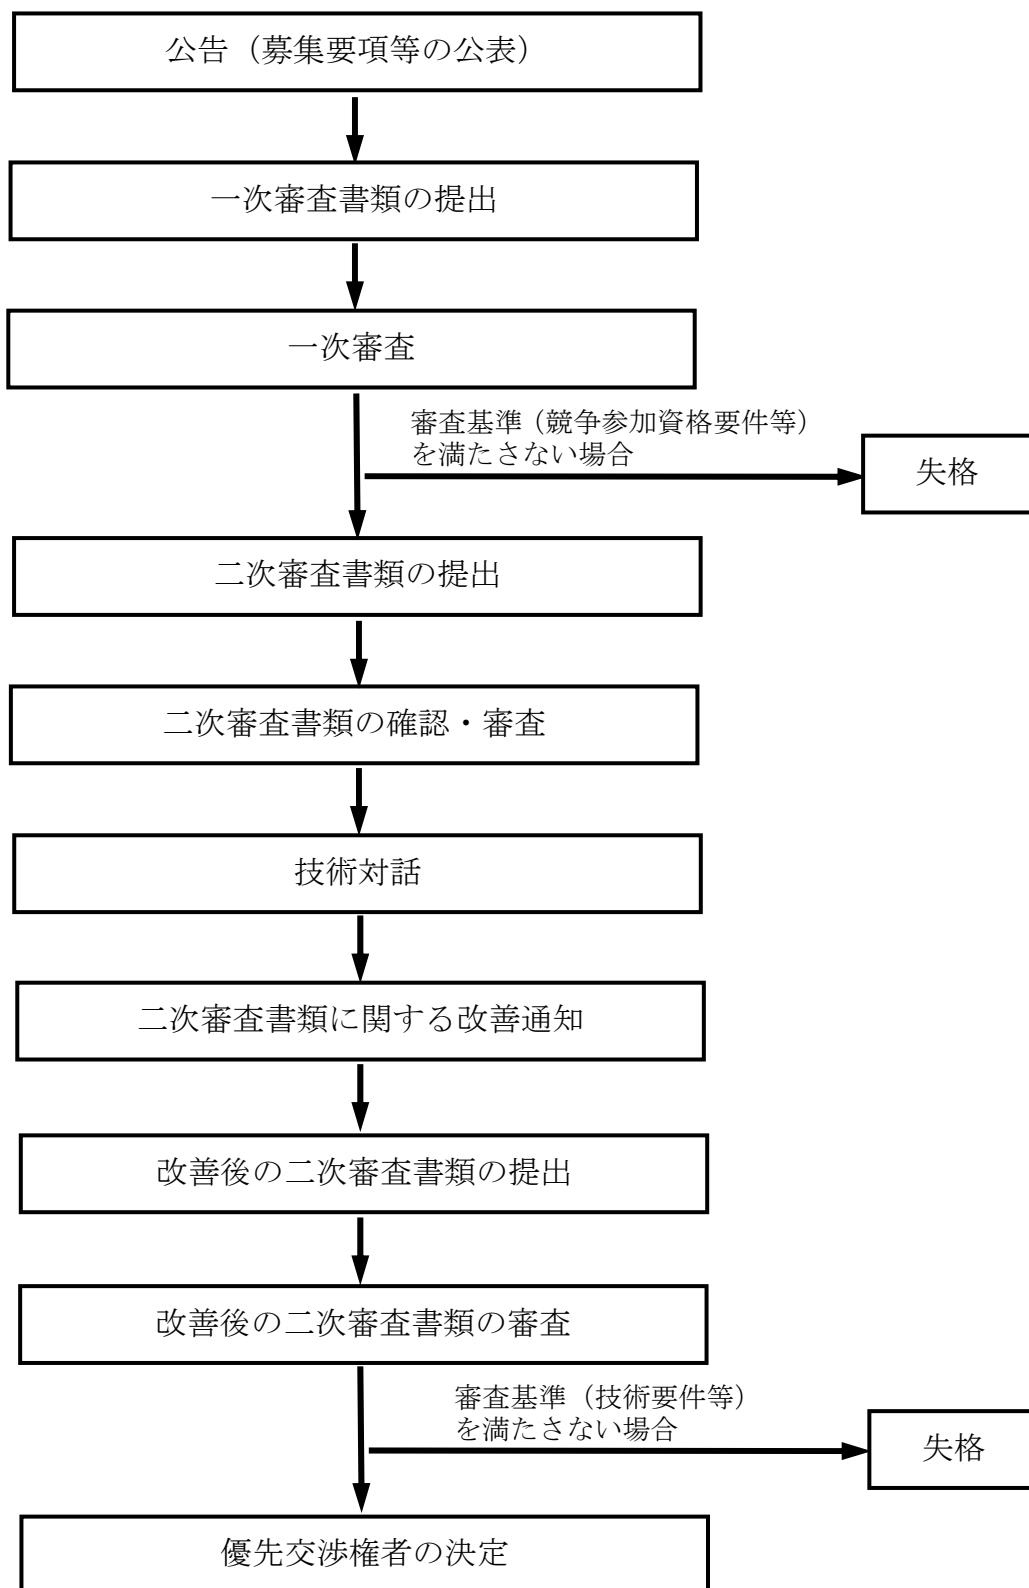 公告（募集要項等の公表）
一次審査書類の提出
一次審査
審査基準（競争参加資格要件等）
を満たさない場合
失格
二次審査書類の提出
二次審査書類の確認・審査
技術対話
二次審査書類に関する改善通知
改善後の二次審査書類の提出
改善後の二次審査書類の審査
審査基準（技術要件等）
を満たさない場合
失格
優先交渉権者の決定